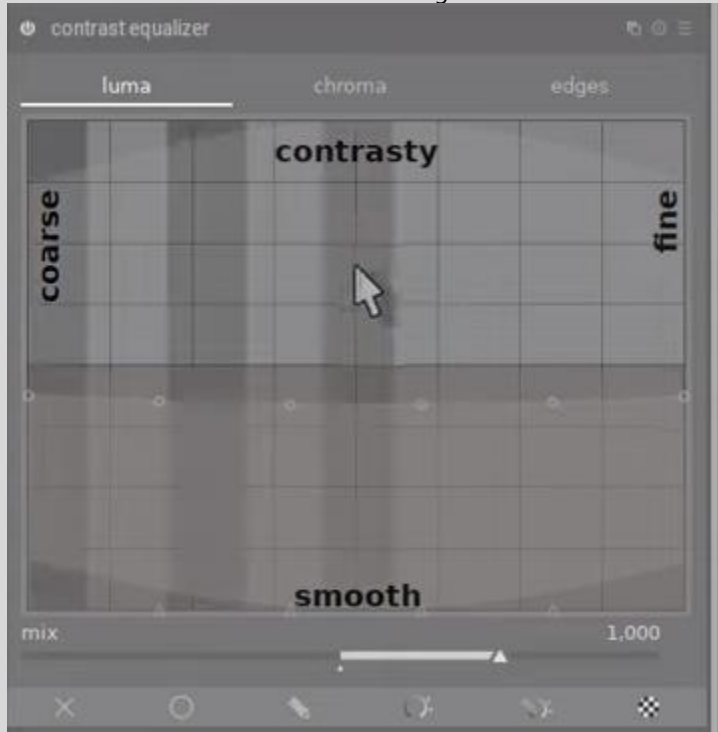 contrast equalizer
luma chroma edges
contrasty
coarse
fine
smooth
mix 1,000